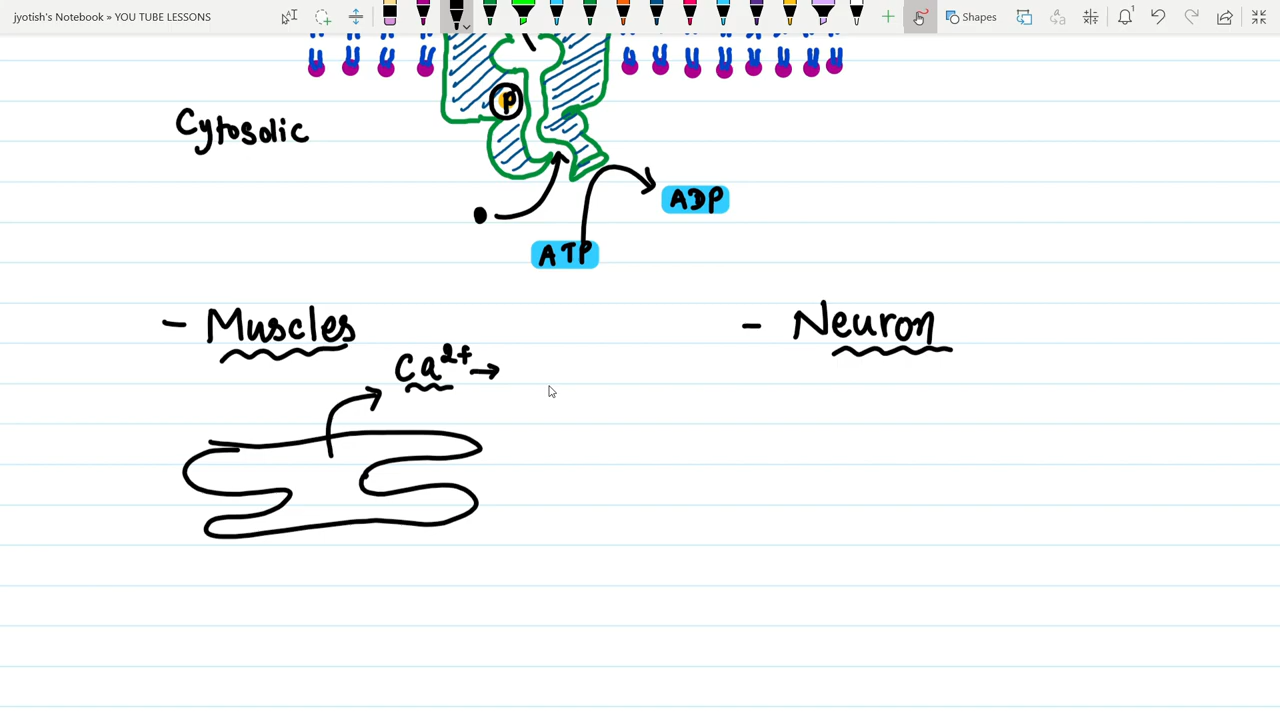 jyotish's Notebook » YOU TUBE LESSONS
Shapes
P
Cytosolic
ADP
ATP
- Muscles
- Neuron
Ca2+ →